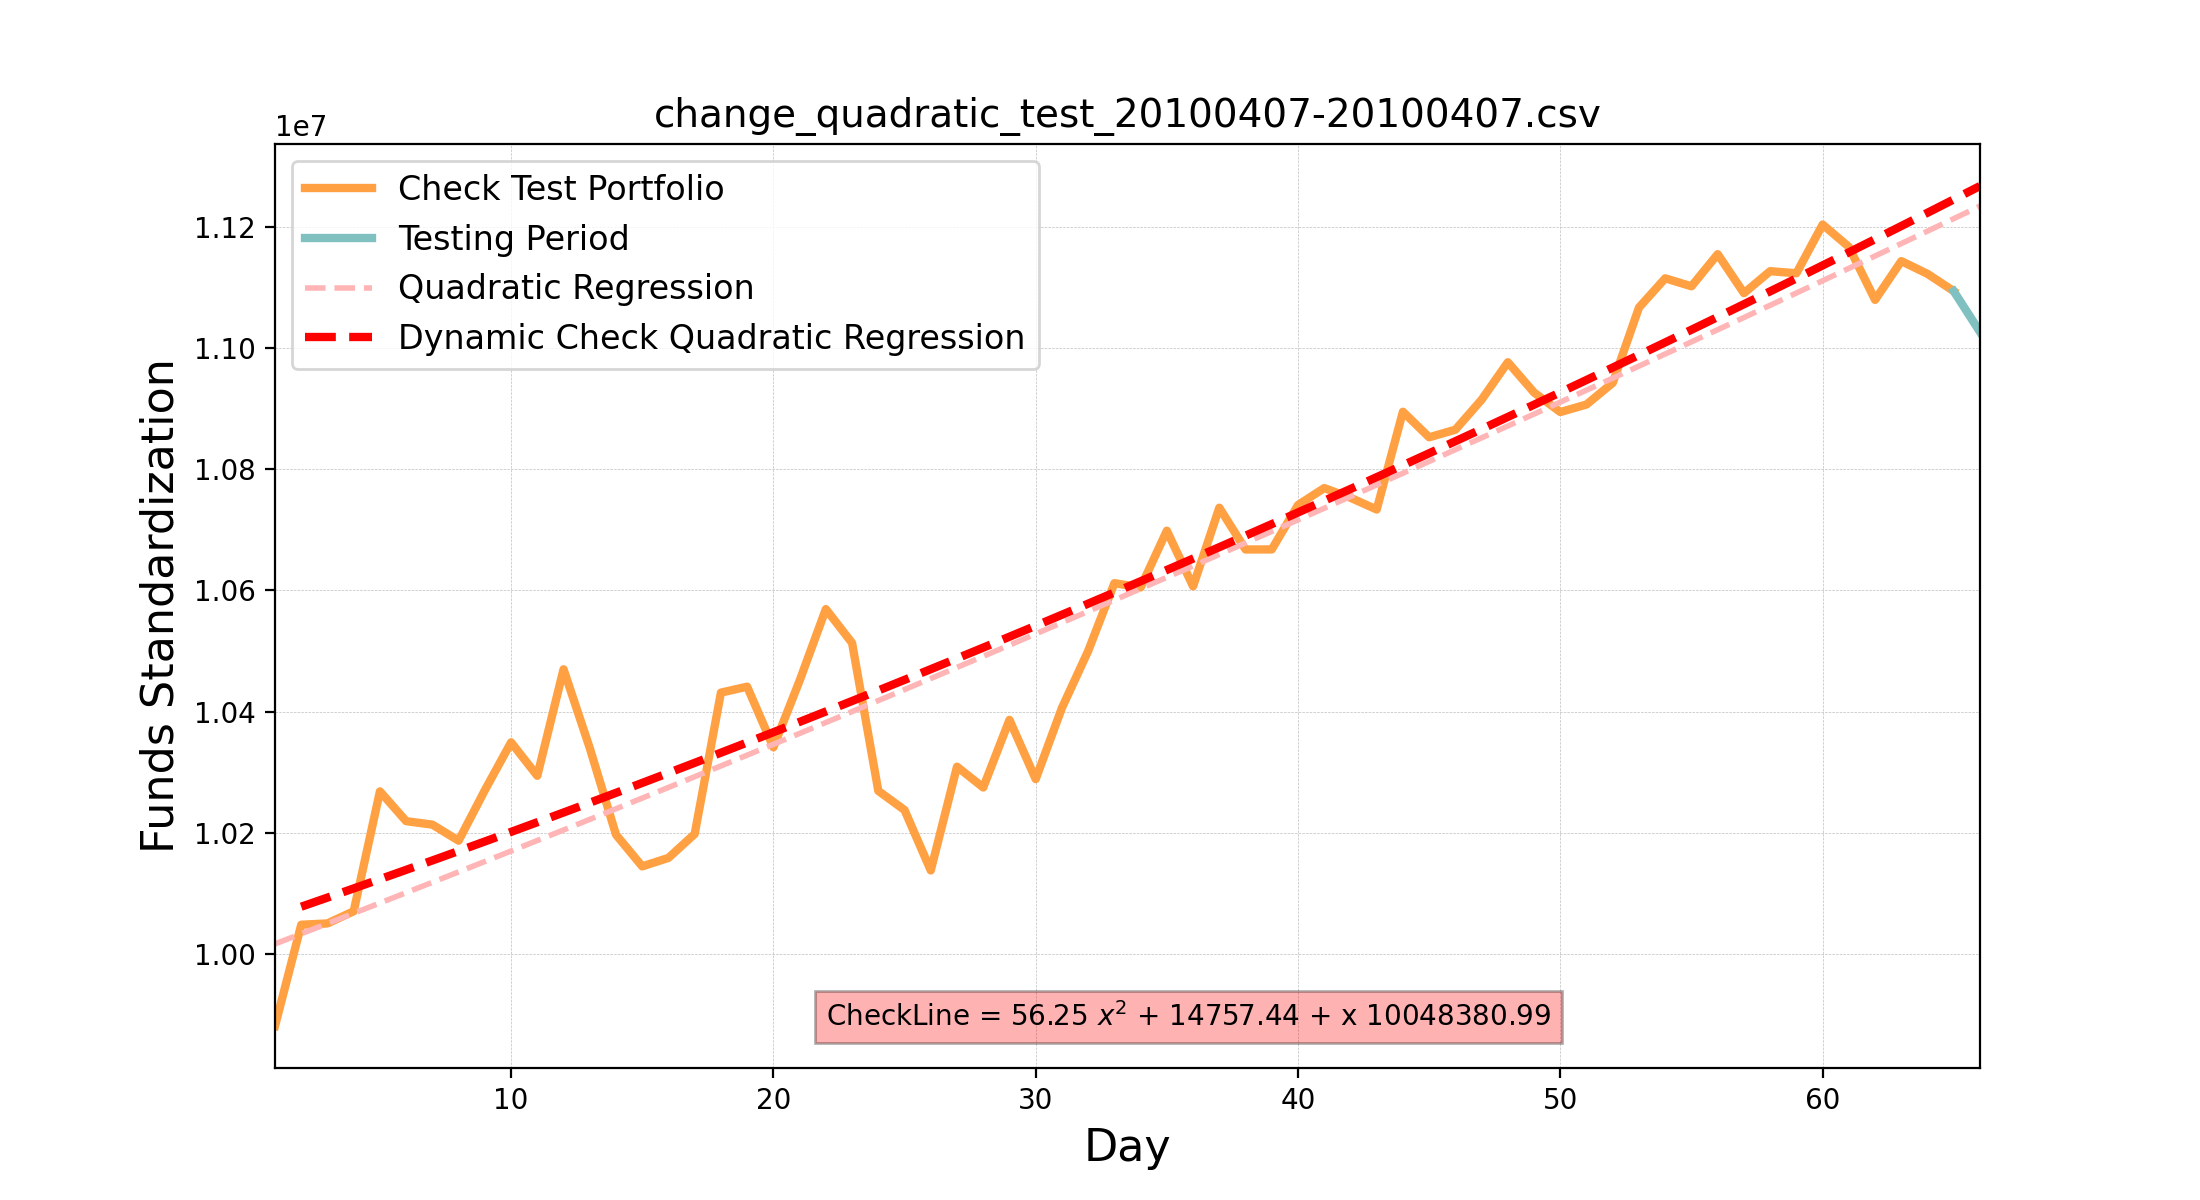 change_quadratic_test_20100407-20100407.csv
1e7
Check Test Portfolio
Testing Period
Quadratic Regression
Dynamic Check Quadratic Regression
1.12
1.10
1.08
1.06
1.04
1.02
1.00
Funds Standardization
CheckLine = 56.25 x² + 14757.44 + x 10048380.99
10 20 30 40 50 60
Day